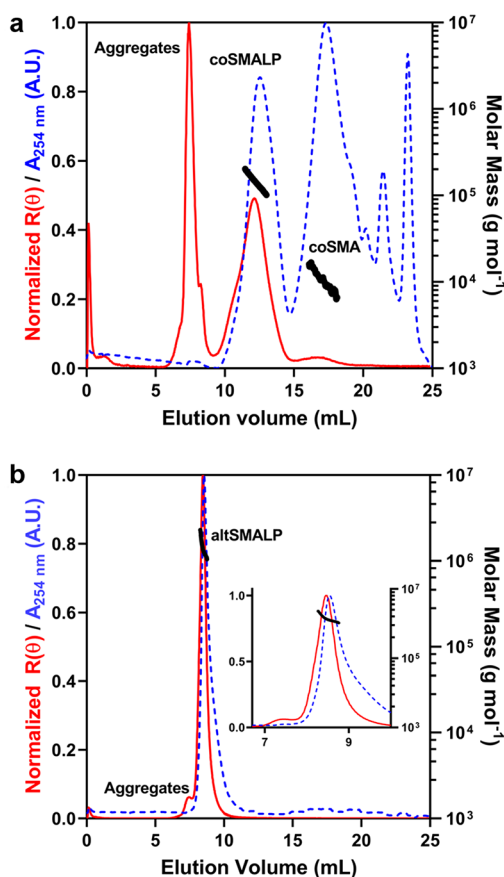 a
Normalized R(θ) / A254 nm (A.U.)
1.0
0.8
0.6
0.4
0.2
0.0
Aggregates
coSMALP
coSMA
10⁷
10⁶
10⁵
10⁴
10³
Molar Mass (g mol⁻¹)
0 5 10 15 20 25
Elution volume (mL)
b
Normalized R(θ) / A254 nm (A.U.)
1.0
0.8
0.6
0.4
0.2
0.0
altSMALP
Aggregates
1.0
0.5
0.0
10⁷
10⁵
10³
7 9
10⁷
10⁶
10⁵
10⁴
10³
Molar Mass (g mol⁻¹)
0 5 10 15 20 25
Elution Volume (mL)